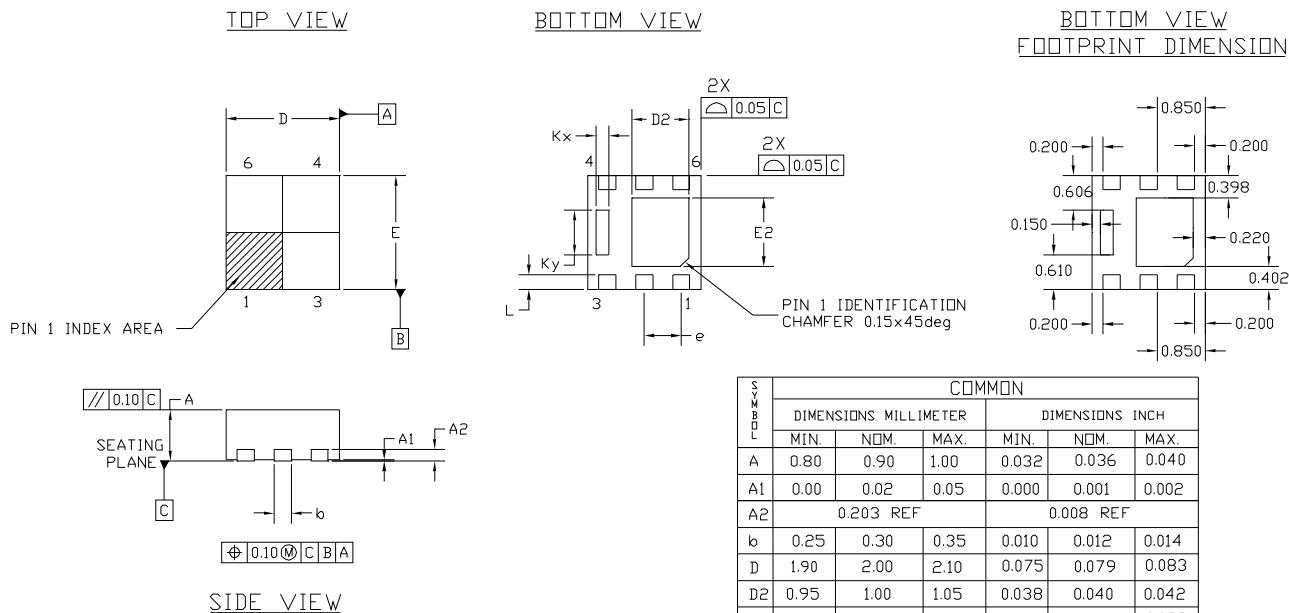 TOP VIEW
BOTTOM VIEW
BOTTOM VIEW
FOOTPRINT DIMENSION
D
A
6
4
E
1
3
B
PIN 1 INDEX AREA
2X
0.05 C
2X
0.05 C
D2
Kx
4
6
E2
Ky
L
3
1
e
PIN 1 IDENTIFICATION
CHAMFER 0.15x45deg
0.850
0.200
0.200
0.606
0.398
0.150
0.220
0.610
0.402
0.200
0.200
0.850
// 0.10 C
A
SEATING
PLANE
C
A1
A2
b
0.10 M C B A
SIDE VIEW
SYMBOL
COMMON
DIMENSIONS MILLIMETER DIMENSIONS INCH
MIN. NOM. MAX. MIN. NOM. MAX.
A 0.80 0.90 1.00 0.032 0.036 0.040
A1 0.00 0.02 0.05 0.000 0.001 0.002
A2 0.203 REF 0.008 REF
b 0.25 0.30 0.35 0.010 0.012 0.014
D 1.90 2.00 2.10 0.075 0.079 0.083
D2 0.95 1.00 1.05 0.038 0.040 0.042